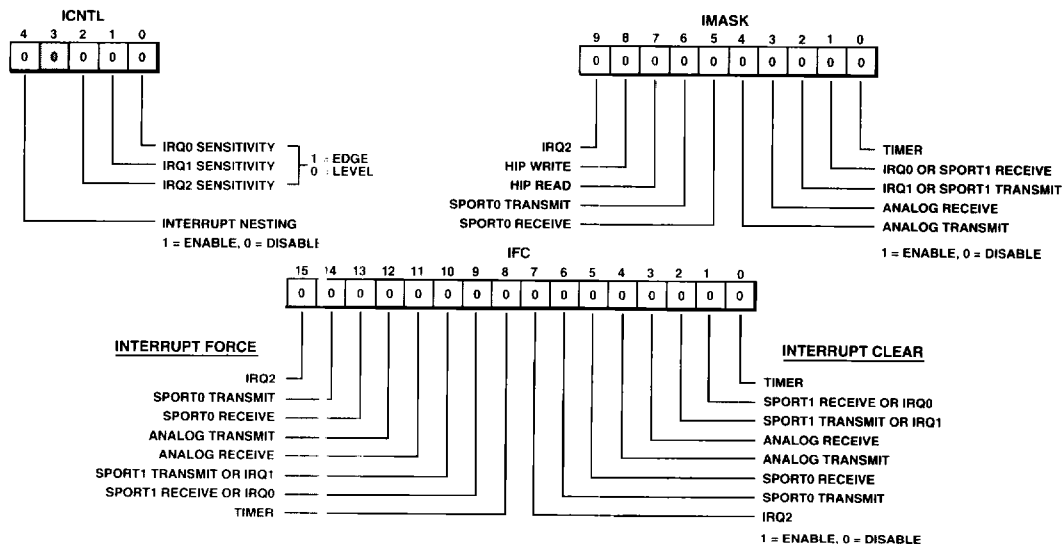 ICNTL
4 3 2 1 0
0 0 0 0 0
IRQ0 SENSITIVITY
IRQ1 SENSITIVITY
IRQ2 SENSITIVITY
1 = EDGE
0 = LEVEL
INTERRUPT NESTING
1 = ENABLE, 0 = DISABLE
IMASK
9 8 7 6 5 4 3 2 1 0
0 0 0 0 0 0 0 0 0 0
IRQ2
HIP WRITE
HIP READ
SPORT0 TRANSMIT
SPORT0 RECEIVE
TIMER
IRQ0 OR SPORT1 RECEIVE
IRQ1 OR SPORT1 TRANSMIT
ANALOG RECEIVE
ANALOG TRANSMIT
1 = ENABLE, 0 = DISABLE
IFC
15 14 13 12 11 10 9 8 7 6 5 4 3 2 1 0
0 0 0 0 0 0 0 0 0 0 0 0 0 0 0 0
INTERRUPT FORCE
IRQ2
SPORT0 TRANSMIT
SPORT0 RECEIVE
ANALOG TRANSMIT
ANALOG RECEIVE
SPORT1 TRANSMIT OR IRQ1
SPORT1 RECEIVE OR IRQ0
TIMER
INTERRUPT CLEAR
TIMER
SPORT1 RECEIVE OR IRQ0
SPORT1 TRANSMIT OR IRQ1
ANALOG RECEIVE
ANALOG TRANSMIT
SPORT0 RECEIVE
SPORT0 TRANSMIT
IRQ2
1 = ENABLE, 0 = DISABLE